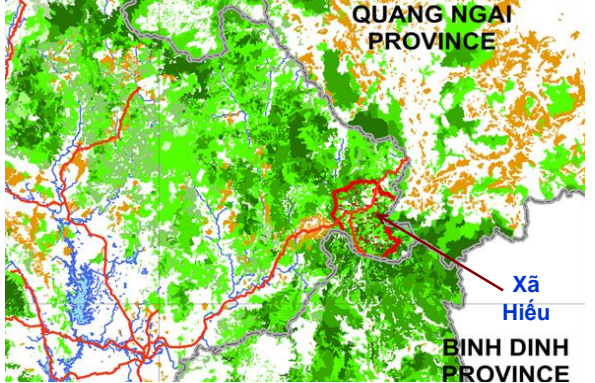 QUANG NGAI
PROVINCE
Xã
Hiếu
BINH DINH
PROVINCE